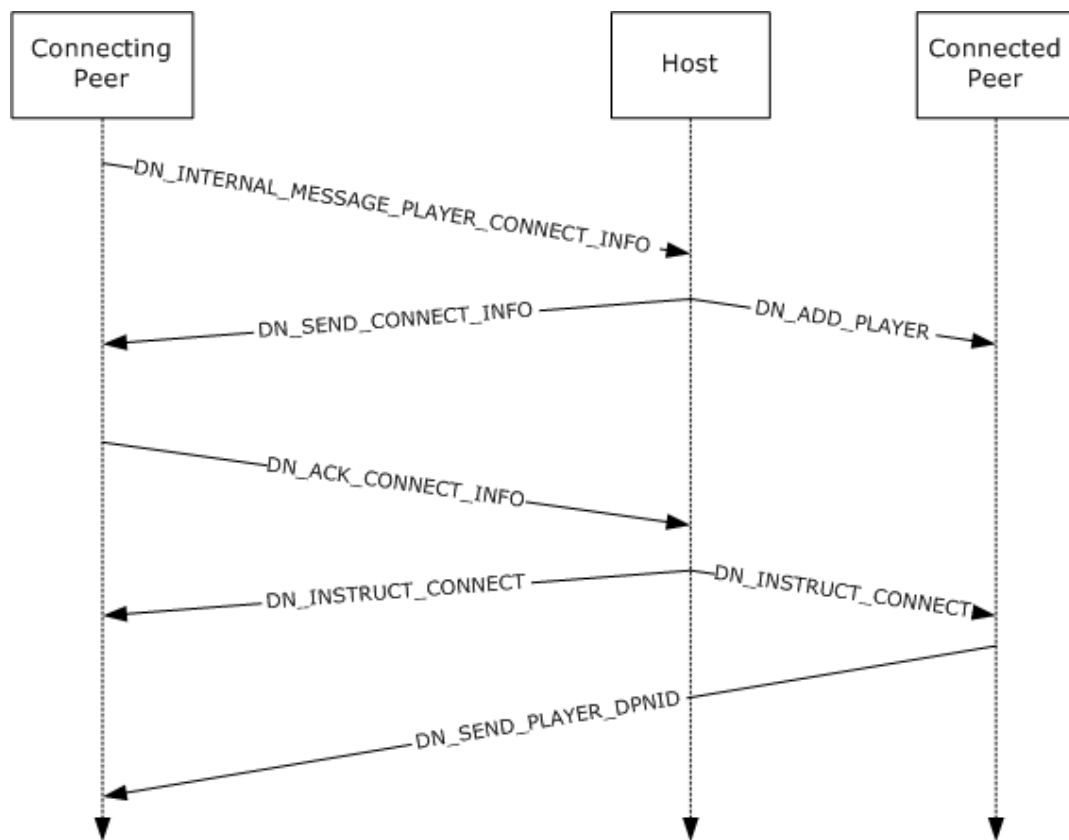 Connecting
Peer
Host
Connected
Peer
DN_INTERNAL_MESSAGE_PLAYER_CONNECT_INFO
DN_SEND_CONNECT_INFO
DN_ADD_PLAYER
DN_ACK_CONNECT_INFO
DN_INSTRUCT_CONNECT
DN_INSTRUCT_CONNECT
DN_SEND_PLAYER_DPNID